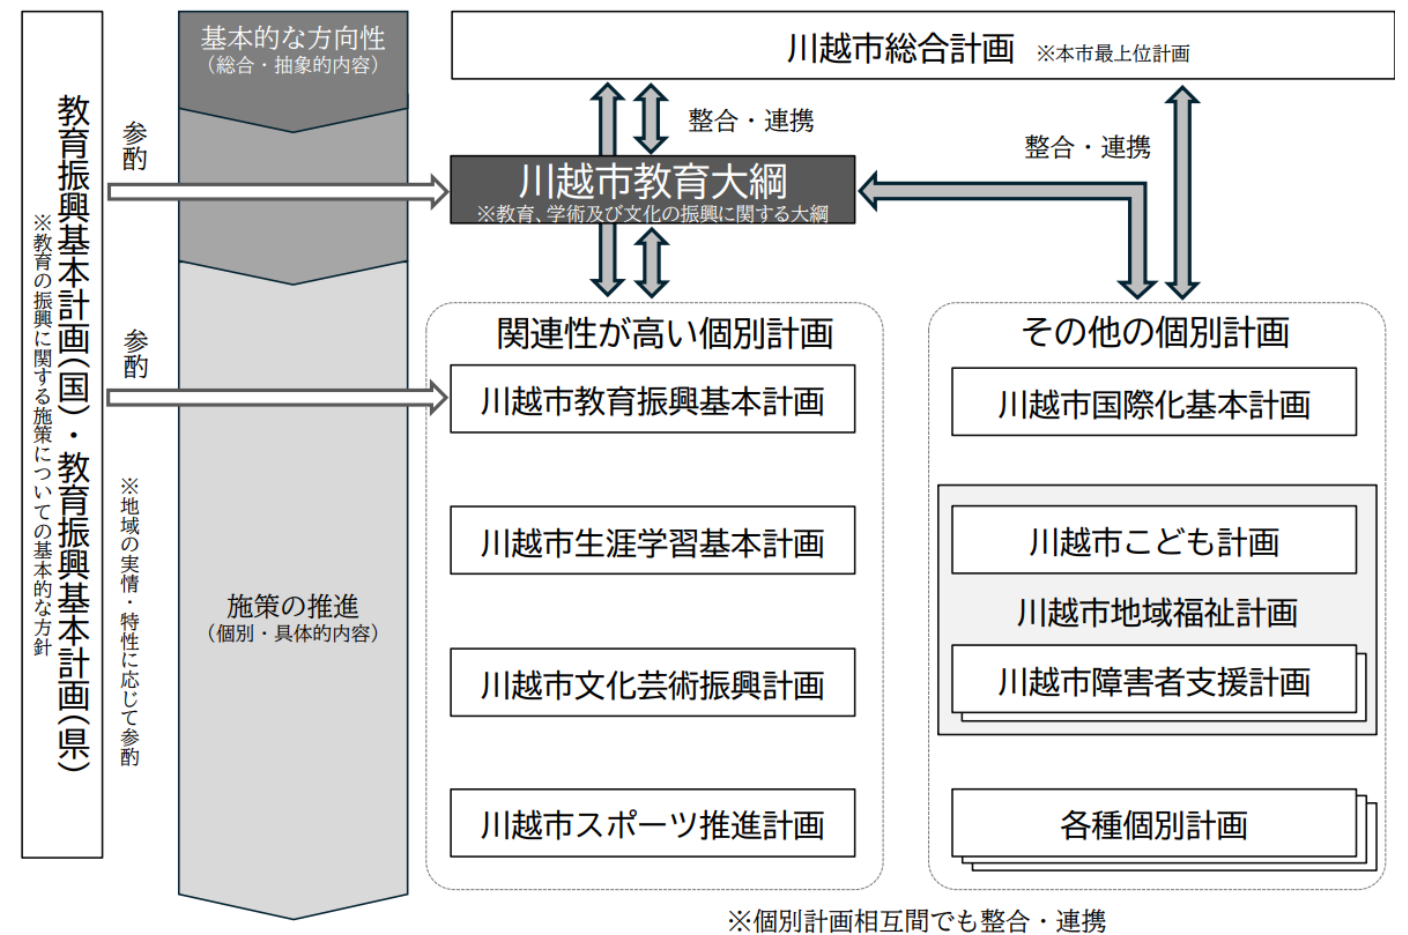 教育振興基本計画(国)・教育振興基本計画(県)
※教育の振興に関する施策についての基本的な方針
参酌
参酌
※地域の実情・特性に応じて参酌
基本的な方向性
(総合・抽象的内容)
施策の推進
(個別・具体的内容)
川越市総合計画 ※本市最上位計画
整合・連携
整合・連携
川越市教育大綱
※教育、学術及び文化の振興に関する大綱
関連性が高い個別計画
川越市教育振興基本計画
川越市生涯学習基本計画
川越市文化芸術振興計画
川越市スポーツ推進計画
その他の個別計画
川越市国際化基本計画
川越市こども計画
川越市地域福祉計画
川越市障害者支援計画
各種個別計画
※個別計画相互間でも整合・連携